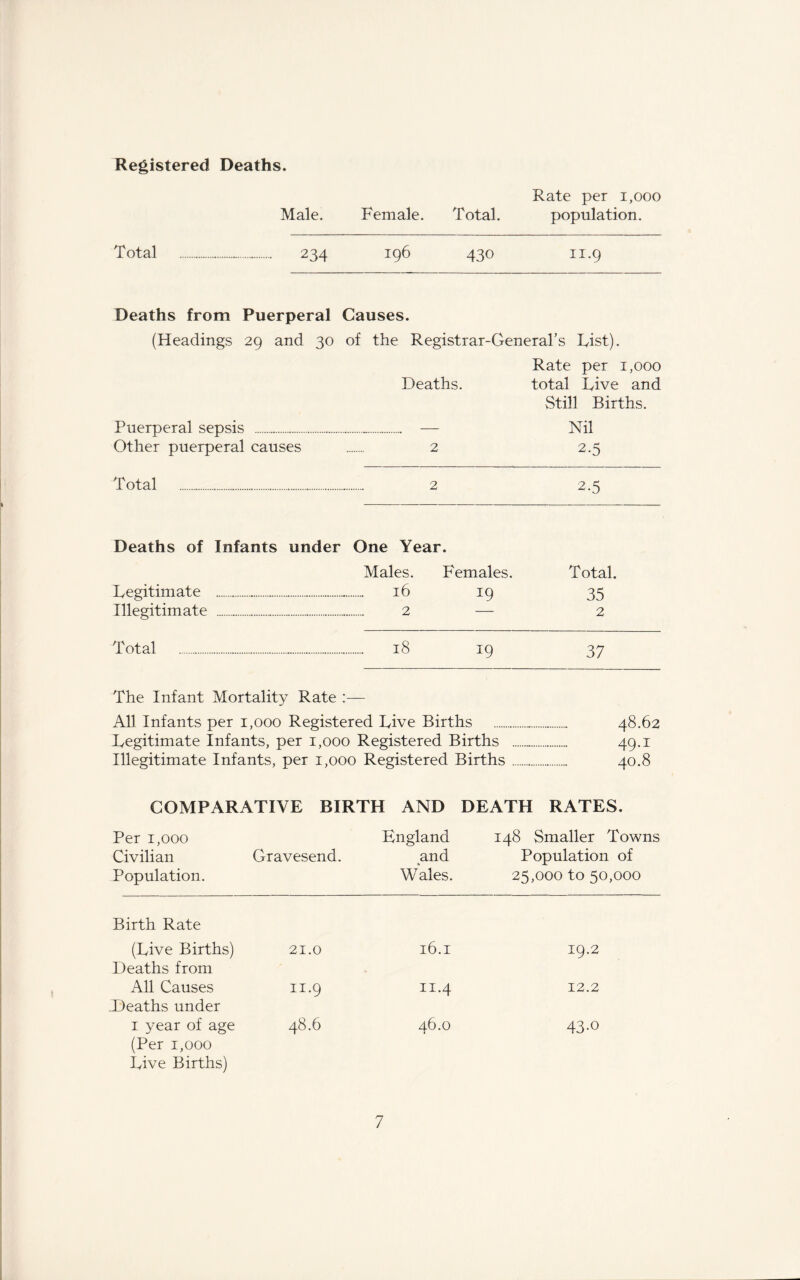 Registered Deaths.
Rate per 1,000
Male. Female. Total. population.
Total 234 196 430 11.9
Deaths from Puerperal Causes.
(Headings 29 and 30 of the Registrar-General's List).
Rate per 1,000
Deaths. total Live and
Still Births.
Puerperal sepsis — Nil
Other puerperal causes 2 2.5
Total 2 2.5
Deaths of Infants under One Year.
Males. Females. Total.
Legitimate 16 19 35
Illegitimate 2 — 2
Total 18 19 37
The Infant Mortality Rate :—
All Infants per 1,000 Registered Live Births 48.62
Legitimate Infants, per 1,000 Registered Births 49.1
Illegitimate Infants, per 1,000 Registered Births 40.8
COMPARATIVE BIRTH AND DEATH RATES.
Per 1,000 England 148 Smaller Towns
Civilian Gravesend. and Population of
Population. Wales. 25,000 to 50,000
Birth Rate
(Live Births) 21.0 16.1 19.2
Deaths from
All Causes 11.9 11.4 12.2
Deaths under
1 year of age 48.6 46.0 43.0
(Per 1,000
Live Births)
7